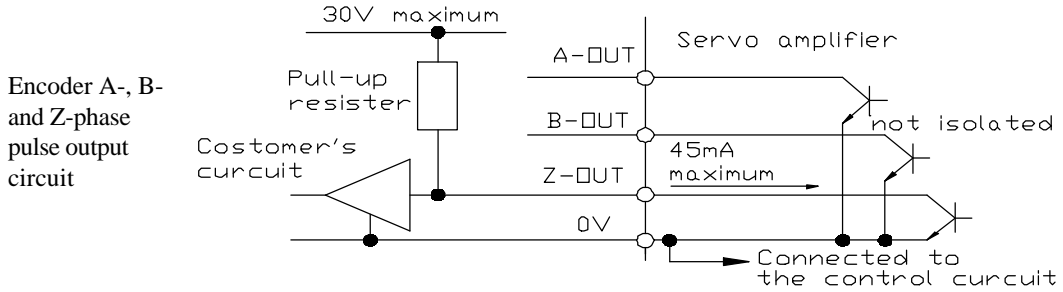 Encoder A-, B-
and Z-phase
pulse output
circuit
30V maximum
Pull-up
resister
Costomer's
curcuit
A-OUT
B-OUT
Z-OUT
0V
Servo amplifier
not isolated
45mA
maximum
Connected to
the control curcuit